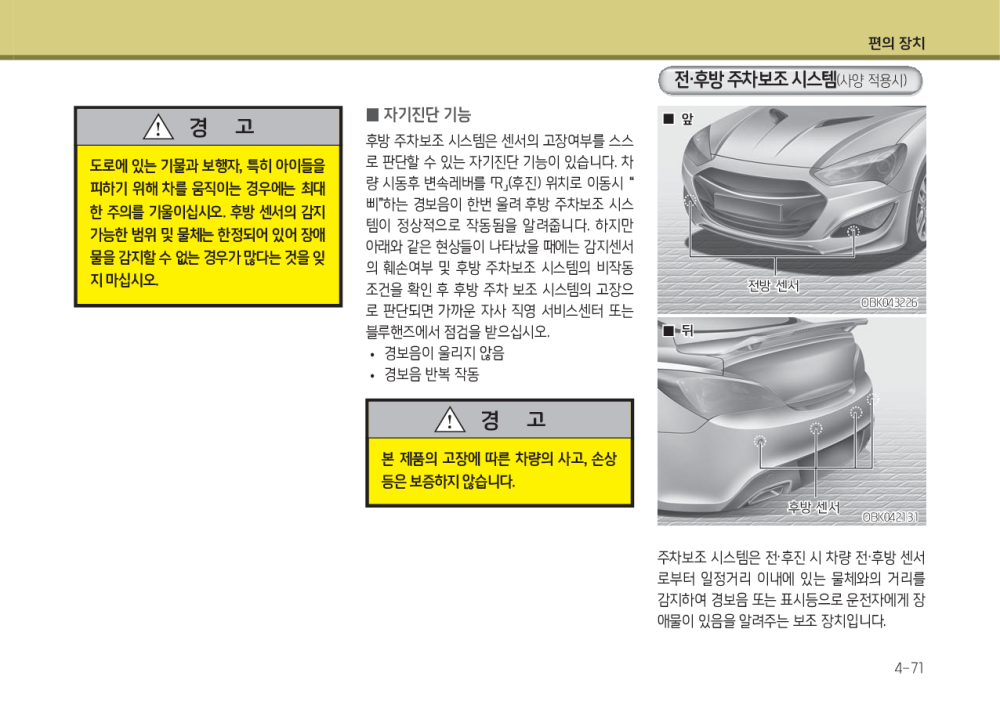 편의 장치
경 고
도로에 있는 기물과 보행자, 특히 아이들을
피하기 위해 차를 움직이는 경우에는 최대
한 주의를 기울이십시오. 후방 센서의 감지
가능한 범위 및 물체는 한정되어 있어 장애
물을 감지할 수 없는 경우가 많다는 것을 잊
지 마십시오.
■ 자기진단 기능
후방 주차보조 시스템은 센서의 고장여부를 스스
로 판단할 수 있는 자기진단 기능이 있습니다. 차
량 시동후 변속레버를 「R」(후진) 위치로 이동시 “
삐”하는 경보음이 한번 울려 후방 주차보조 시스
템이 정상적으로 작동됨을 알려줍니다. 하지만
아래와 같은 현상들이 나타났을 때에는 감지센서
의 훼손여부 및 후방 주차보조 시스템의 비작동
조건을 확인 후 후방 주차 보조 시스템의 고장으
로 판단되면 가까운 자사 직영 서비스센터 또는
블루핸즈에서 점검을 받으십시오.
• 경보음이 울리지 않음
• 경보음 반복 작동
경 고
본 제품의 고장에 따른 차량의 사고, 손상
등은 보증하지 않습니다.
전·후방 주차보조 시스템(사양 적용시)
■ 앞
전방 센서
OBK043226
■ 뒤
후방 센서
OBK042131
주차보조 시스템은 전·후진 시 차량 전·후방 센서
로부터 일정거리 이내에 있는 물체와의 거리를
감지하여 경보음 또는 표시등으로 운전자에게 장
애물이 있음을 알려주는 보조 장치입니다.
4-71